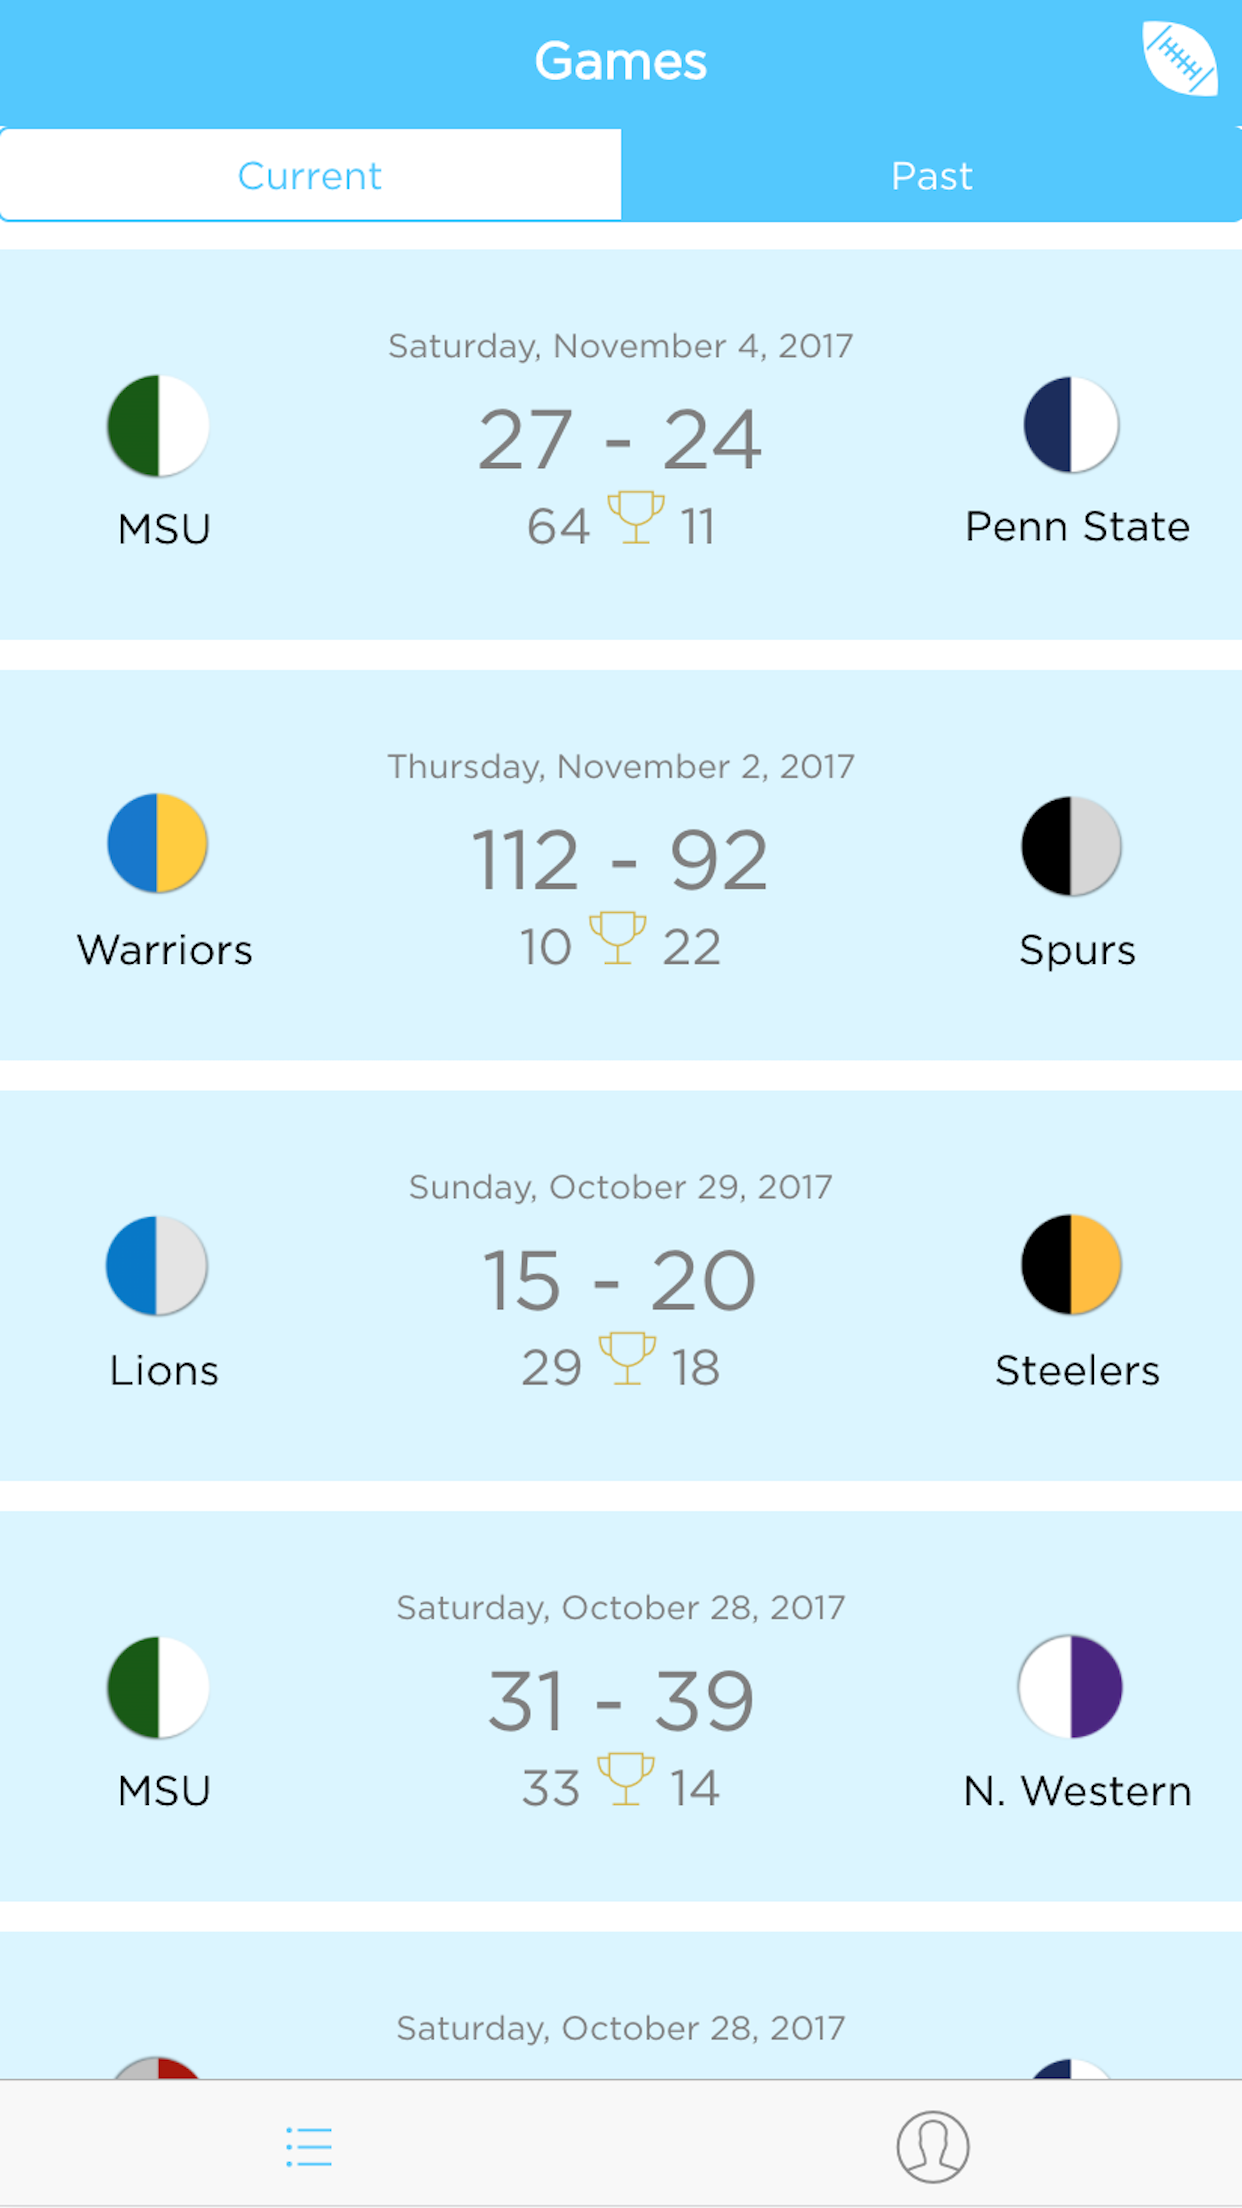 Games
Current Past
Saturday, November 4, 2017
27 - 24
64 11
MSU Penn State
Thursday, November 2, 2017
112 - 92
10 22
Warriors Spurs
Sunday, October 29, 2017
15 - 20
29 18
Lions Steelers
Saturday, October 28, 2017
31 - 39
33 14
MSU N. Western
Saturday, October 28, 2017